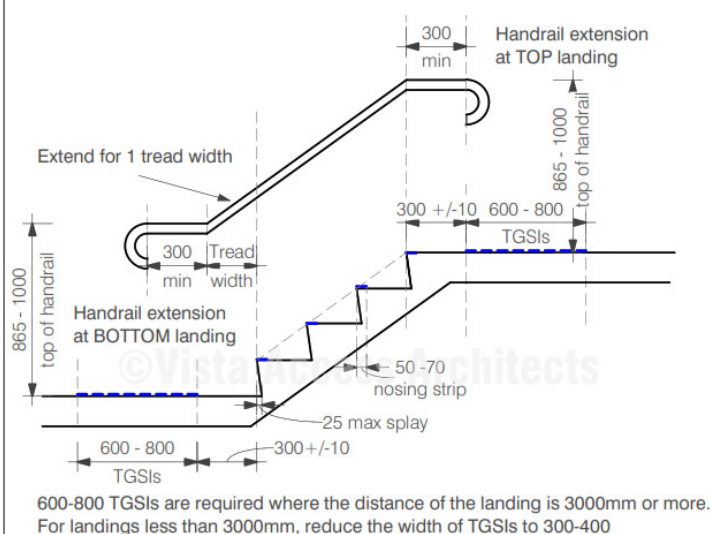 300
min
Handrail extension
at TOP landing
Extend for 1 tread width
865 - 1000
top of handrail
300 +/-10
600 - 800
TGSIs
300
min
Tread
width
865 - 1000
top of handrail
Handrail extension
at BOTTOM landing
©Vista Access Architects
50 -70
nosing strip
25 max splay
600 - 800
TGSIs
300+/-10
600-800 TGSIs are required where the distance of the landing is 3000mm or more.
For landings less than 3000mm, reduce the width of TGSIs to 300-400